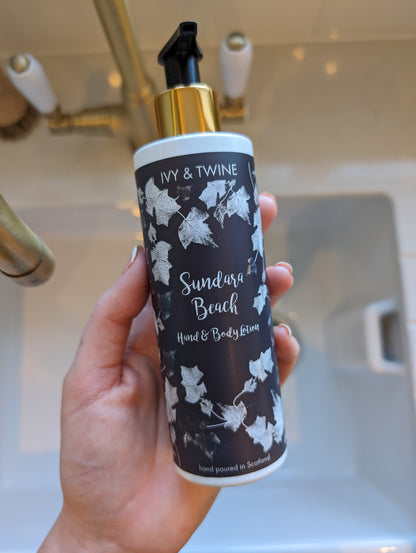 IVY & TWINE
Sundara
Beach
Hand & Body Lotion
hand poured in Scotland